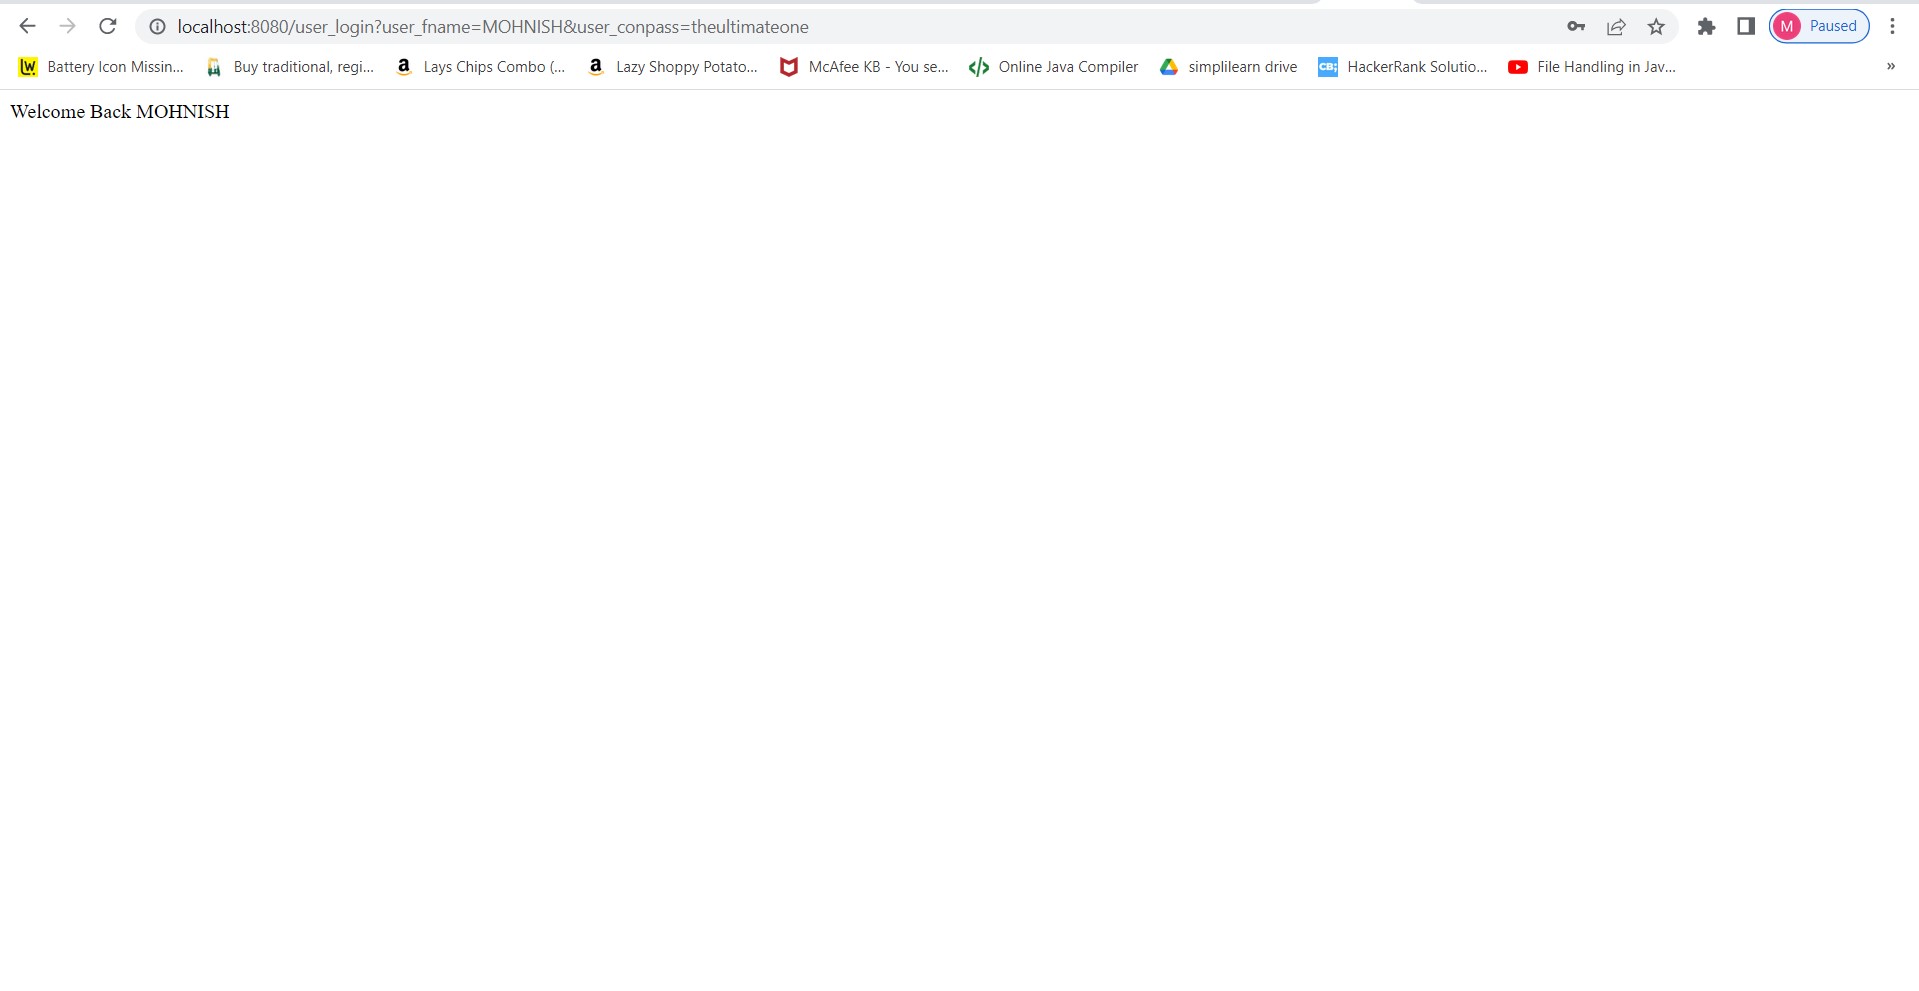 localhost:8080/user_login?user_fname=MOHNISH&user_conpass=theultimateone
M Paused
LW Battery Icon Missin... Buy traditional, regi... a Lays Chips Combo (... a Lazy Shoppy Potato... McAfee KB - You se... </> Online Java Compiler simplilearn drive CB; HackerRank Solutio... File Handling in Jav... »
Welcome Back MOHNISH